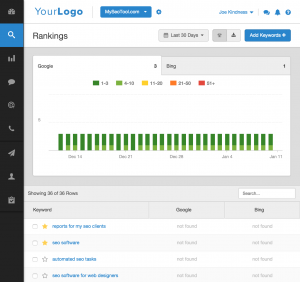 YourLogo
MySeoTool.com
Joe Kindness
Rankings
Last 30 Days
Add Keywords
Google 3
Bing 1
1-3 4-10 11-20 21-50 51+
5
Dec 14 Dec 21 Dec 28 Jan 4 Jan 11
Showing 36 of 36 Rows
Search...
Keyword Google Bing
reports for my seo clients not found not found
seo software not found not found
automated seo tasks not found not found
seo software for web designers not found not found